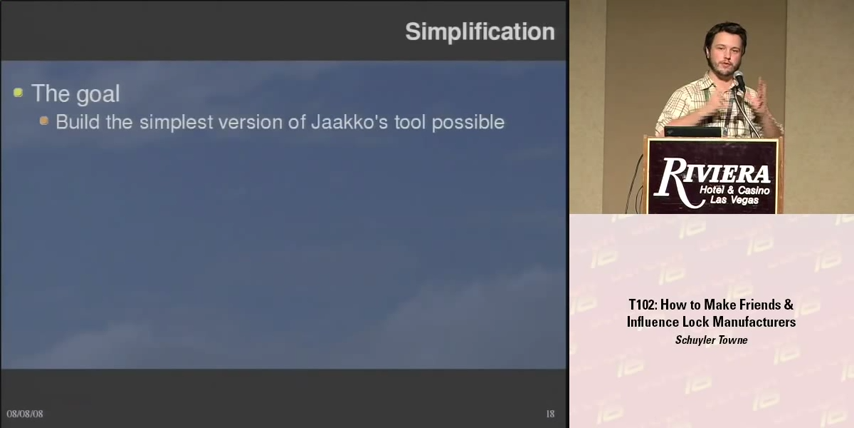 Simplification
The goal
Build the simplest version of Jaakko's tool possible
08/08/08
18
RIVIERA
Hotel & Casino
Las Vegas
T102: How to Make Friends &
Influence Lock Manufacturers
Schuyler Towne